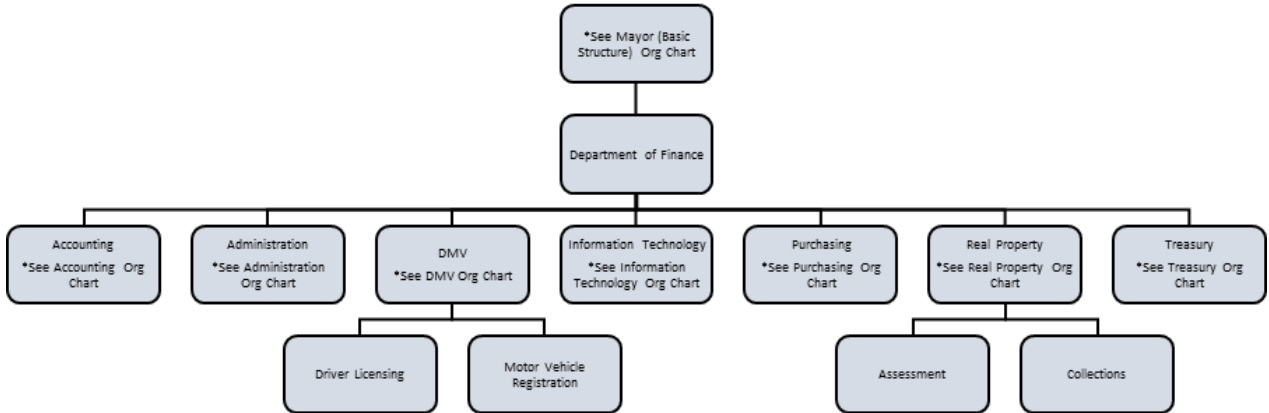 *See Mayor (Basic
Structure) Org Chart
Department of Finance
Accounting
*See Accounting Org
Chart
Administration
*See Administration
Org Chart
DMV
*See DMV Org Chart
Information Technology
*See Information
Technology Org Chart
Purchasing
*See Purchasing Org
Chart
Real Property
*See Real Property Org
Chart
Treasury
*See Treasury Org
Chart
Driver Licensing
Motor Vehicle
Registration
Assessment
Collections